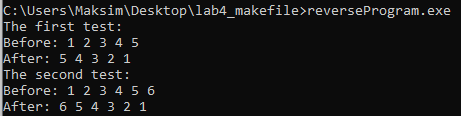 C:\Users\Maksim\Desktop\lab4_makefile>reverseProgram.exe
The first test:
Before: 1 2 3 4 5
After: 5 4 3 2 1
The second test:
Before: 1 2 3 4 5 6
After: 6 5 4 3 2 1